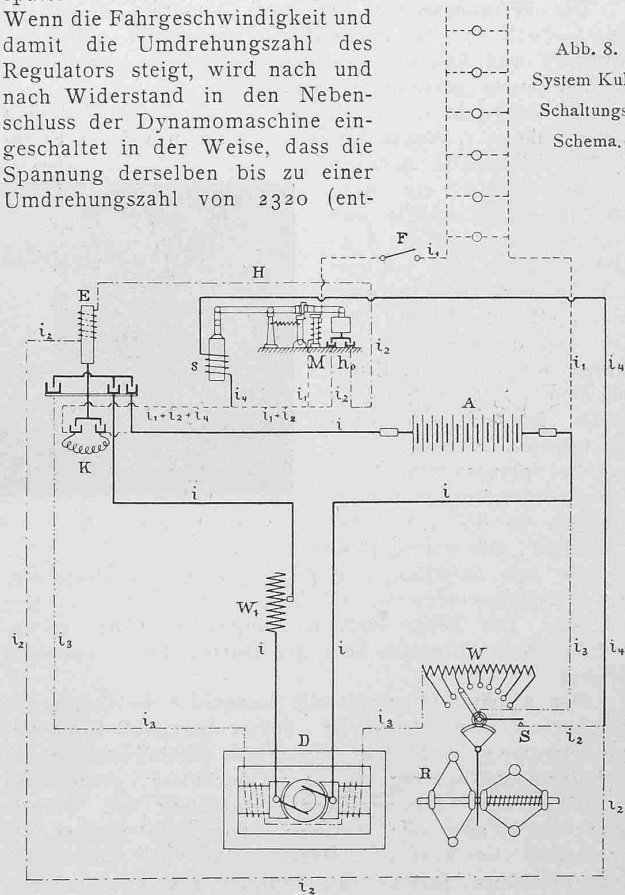 Wenn die Fahrgeschwindigkeit und
damit die Umdrehungszahl des
Regulators steigt, wird nach und
nach Widerstand in den Neben-
schluss der Dynamomaschine ein-
geschaltet in der Weise, dass die
Spannung derselben bis zu einer
Umdrehungszahl von 2320 (ent-
Abb. 8.
System Kul
Schaltungs
Schema.
F
i₁
H
E
i₂
s
M
h₀
i₂
i₄
i₁
i₂
i₁
i₄
i₁+i₂+i₄
i₁+i₂
i
A
K
i
i
W₁
i
i
i₂
i₃
i₃
i₄
W
i₃
i₃
D
S
i₂
R
i₂
i₂